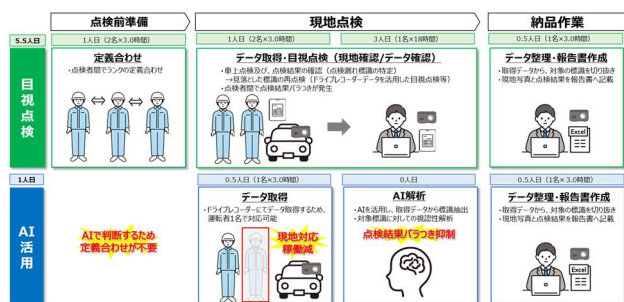 点検前準備
現地点検
納品作業
5.5人日
1人日（2名×3.0時間）
1人日（2名×3.0時間）
3人日（1名×18時間）
0.5人日（1名×3.0時間）
目視点検
定義合わせ
・点検者間でランクの定義合わせ
データ取得・目視点検（現地確認/データ確認）
・車上点検及び、点検結果の確認（点検漏れ標識の特定）
→見落とした標識の再点検（ドライブレコーダーデータを活用した目視点検等）
・点検者間で点検結果バラつきが発生
データ整理・報告書作成
・取得データから、対象の標識を切り抜き
・現地写真と点検結果を報告書へ記載
Excel
1人日
0.5人日（1名×3.0時間）
0人日
0.5人日（1名×3.0時間）
AI活用
AIで判断するため
定義合わせが不要
データ取得
・ドライブレコーダーにてデータ取得するため、
運転者1名で対応可能
現地対応
稼働減
AI解析
・AIを活用し、取得データから標識抽出
・対象標識に対しての視認性解析
点検結果バラつき抑制
データ整理・報告書作成
・取得データから、対象の標識を切り抜き
・現地写真と点検結果を報告書へ記載
Excel